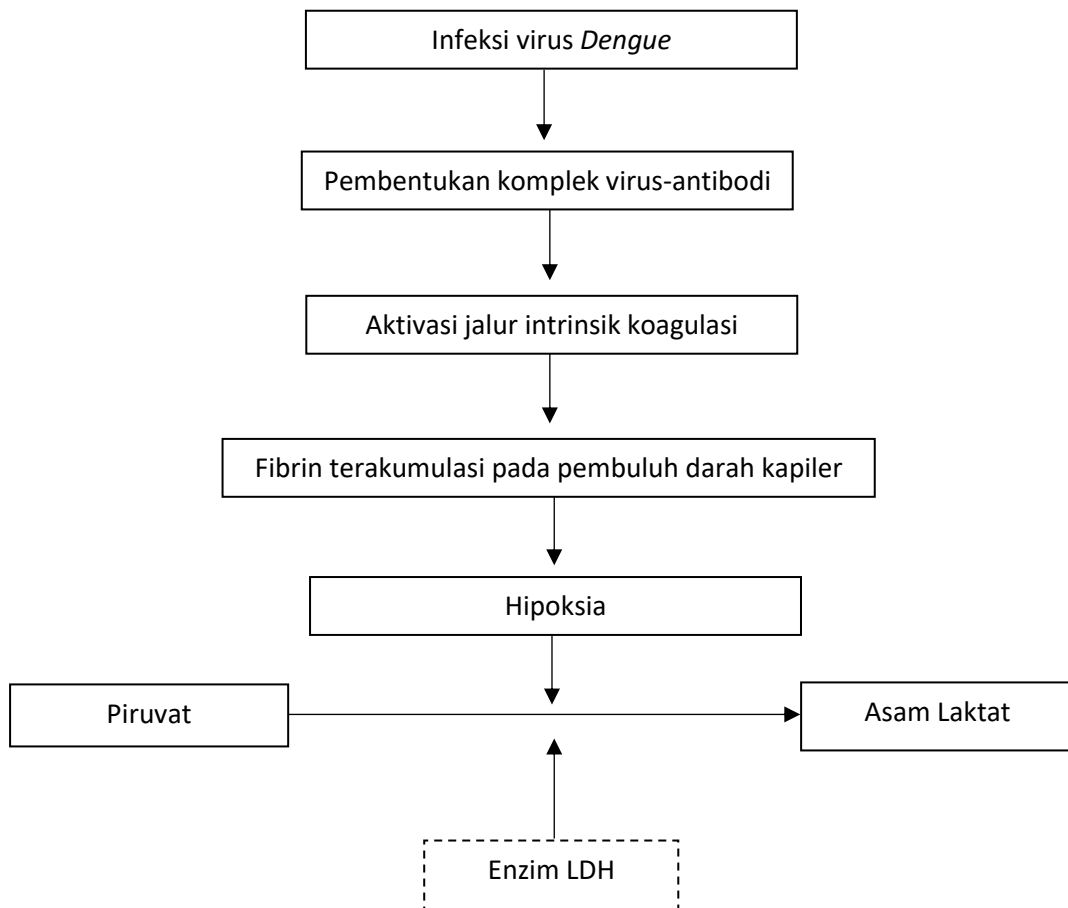 Infeksi virus Dengue
Pembentukan komplek virus-antibodi
Aktivasi jalur intrinsik koagulasi
Fibrin terakumulasi pada pembuluh darah kapiler
Hipoksia
Piruvat
Asam Laktat
Enzim LDH